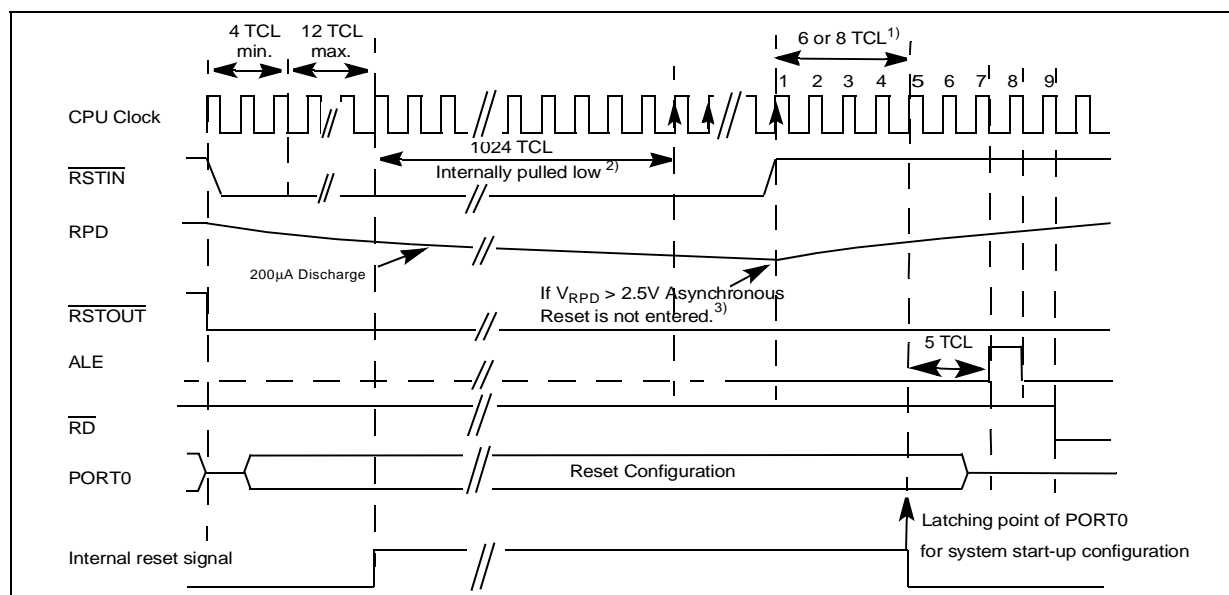 4 TCL min.
12 TCL max.
6 or 8 TCL1)
1 2 3 4 5 6 7 8 9
CPU Clock
1024 TCL
Internally pulled low 2)
RSTIN
RPD
200μA Discharge
If VRPD > 2.5V Asynchronous
Reset is not entered.3)
RSTOUT
5 TCL
ALE
RD
PORT0
Reset Configuration
Latching point of PORT0
for system start-up configuration
Internal reset signal